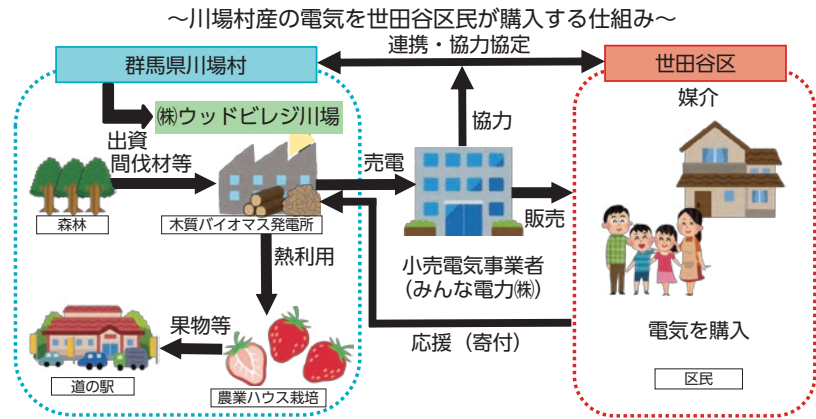 ～川場村産の電気を世田谷区民が購入する仕組み～
連携・協力協定
群馬県川場村
世田谷区
㈱ウッドビレジ川場
媒介
出資
協力
間伐材等
売電
森林
木質バイオマス発電所
販売
熱利用
小売電気事業者
（みんな電力㈱）
果物等
応援（寄付）
電気を購入
道の駅
農業ハウス栽培
区民